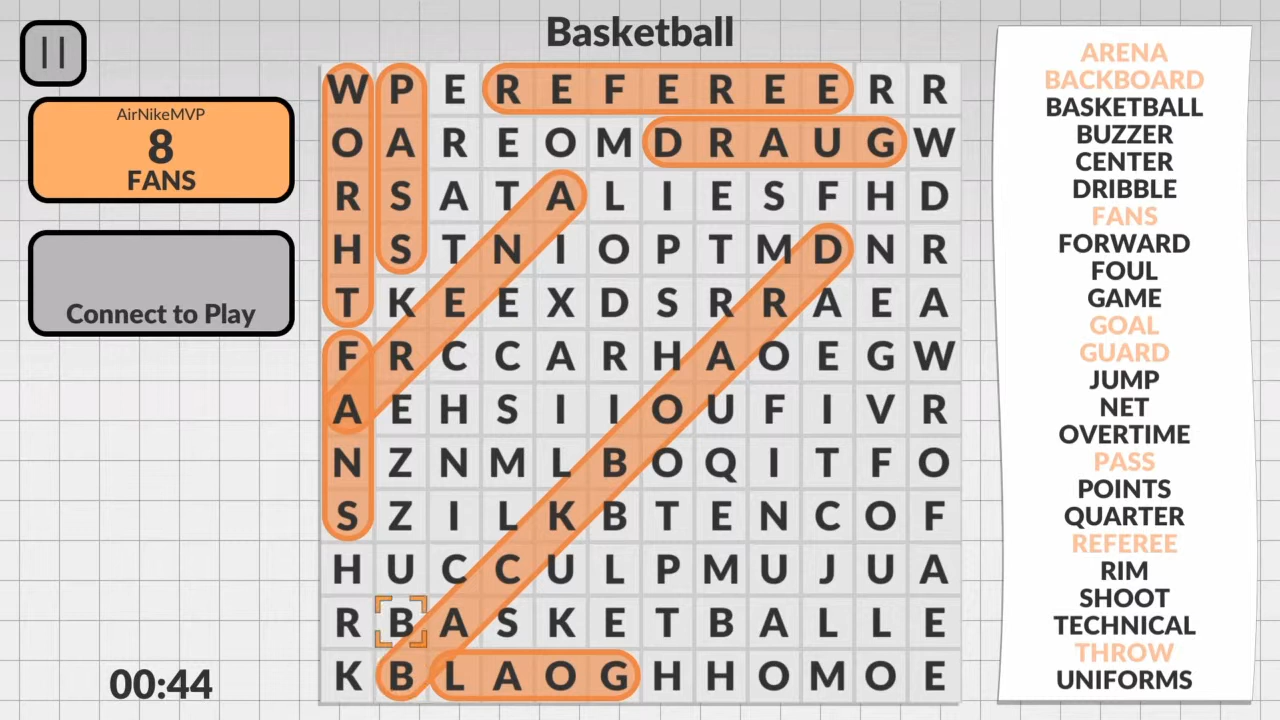 Basketball
AirNikeMVP
8
FANS
Connect to Play
00:44
W P E R E F E R E E R R
O A R E O M D R A U G W
R S A T A L I E S F H D
H S T N I O P T M D N R
T K E E X D S R R A E A
F R C C A R H A O E G W
A E H S I I O U F I V R
N Z N M L B O Q I T F O
S Z I L K B T E N C O F
H U C C U L P M U J U A
R B A S K E T B A L L E
K B L A O G H H O M O E
ARENA
BACKBOARD
BASKETBALL
BUZZER
CENTER
DRIBBLE
FANS
FORWARD
FOUL
GAME
GOAL
GUARD
JUMP
NET
OVERTIME
PASS
POINTS
QUARTER
REFEREE
RIM
SHOOT
TECHNICAL
THROW
UNIFORMS